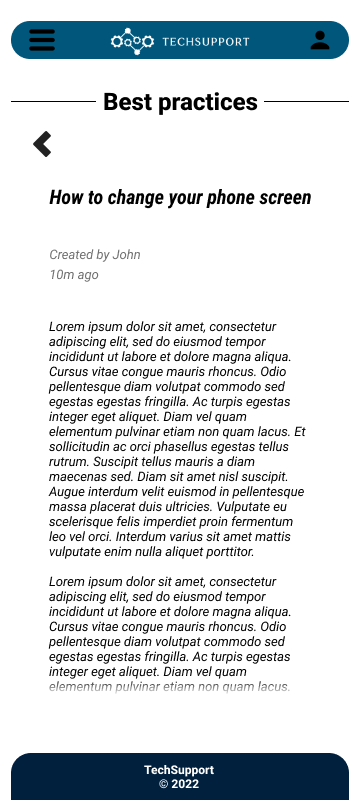 TECHSUPPORT
Best practices
How to change your phone screen
Created by John
10m ago
Lorem ipsum dolor sit amet, consectetur
adipiscing elit, sed do eiusmod tempor
incididunt ut labore et dolore magna aliqua.
Cursus vitae congue mauris rhoncus. Odio
pellentesque diam volutpat commodo sed
egestas egestas fringilla. Ac turpis egestas
integer eget aliquet. Diam vel quam
elementum pulvinar etiam non quam lacus. Et
sollicitudin ac orci phasellus egestas tellus
rutrum. Suscipit tellus mauris a diam
maecenas sed. Diam sit amet nisl suscipit.
Augue interdum velit euismod in pellentesque
massa placerat duis ultricies. Vulputate eu
scelerisque felis imperdiet proin fermentum
leo vel orci. Interdum varius sit amet mattis
vulputate enim nulla aliquet porttitor.
Lorem ipsum dolor sit amet, consectetur
adipiscing elit, sed do eiusmod tempor
incididunt ut labore et dolore magna aliqua.
Cursus vitae congue mauris rhoncus. Odio
pellentesque diam volutpat commodo sed
egestas egestas fringilla. Ac turpis egestas
integer eget aliquet. Diam vel quam
elementum pulvinar etiam non quam lacus.
TechSupport
© 2022